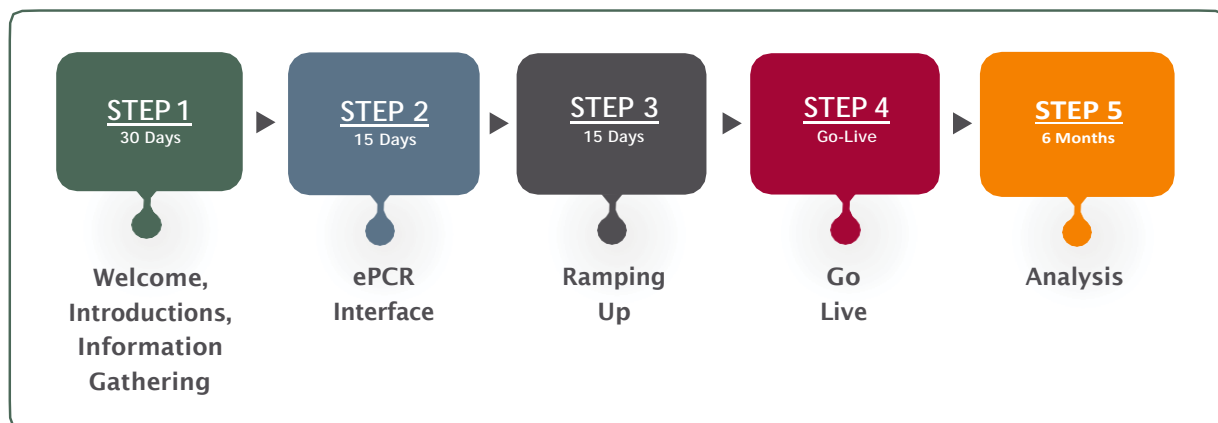 STEP 1
30 Days
Welcome,
Introductions,
Information
Gathering
STEP 2
15 Days
ePCR
Interface
STEP 3
15 Days
Ramping
Up
STEP 4
Go-Live
Go
Live
STEP 5
6 Months
Analysis